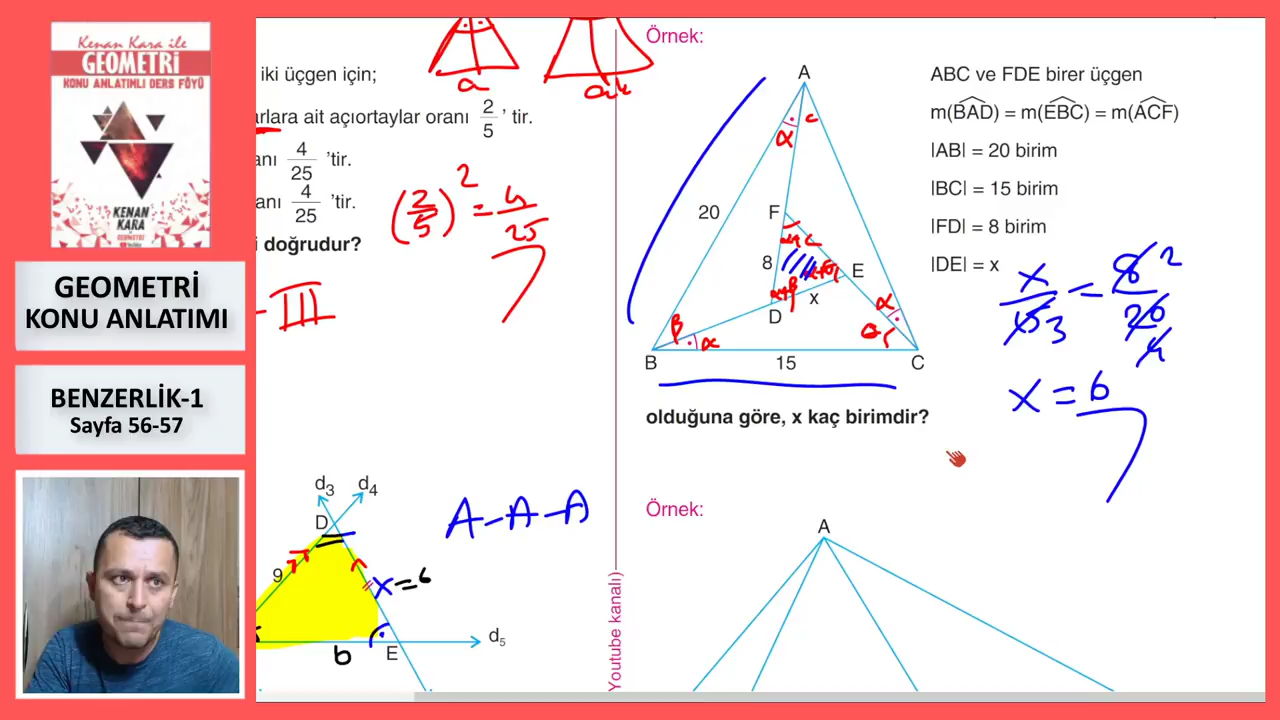 Kenan Kara ile
GEOMETRİ
KONU ANLATIMLI DERS FÖYÜ
KENAN
KARA
GEOMETRİ KONU ANLATIMI
BENZERLİK-1
Sayfa 56-57
iki üçgen için;
arlara ait açıortaylar oranı 2/5 ' tir.
anı 4/25 'tir.
anı 4/25 'tir.
i doğrudur?
a
(2/5)² = 4/25
- III
d₃
d₄
D
9
x = 6
A-A-A
d₅
b
E
Youtube kanalı)
Örnek:
A
α
c
20
F
8
E
x
D
β
α
α
θ
B
15
C
ABC ve FDE birer üçgen
m(BAD) = m(EBC) = m(ACF)
|AB| = 20 birim
|BC| = 15 birim
|FD| = 8 birim
|DE| = x
x/15 3 = 8 2/20 4
x = 6
olduğuna göre, x kaç birimdir?
Örnek:
A